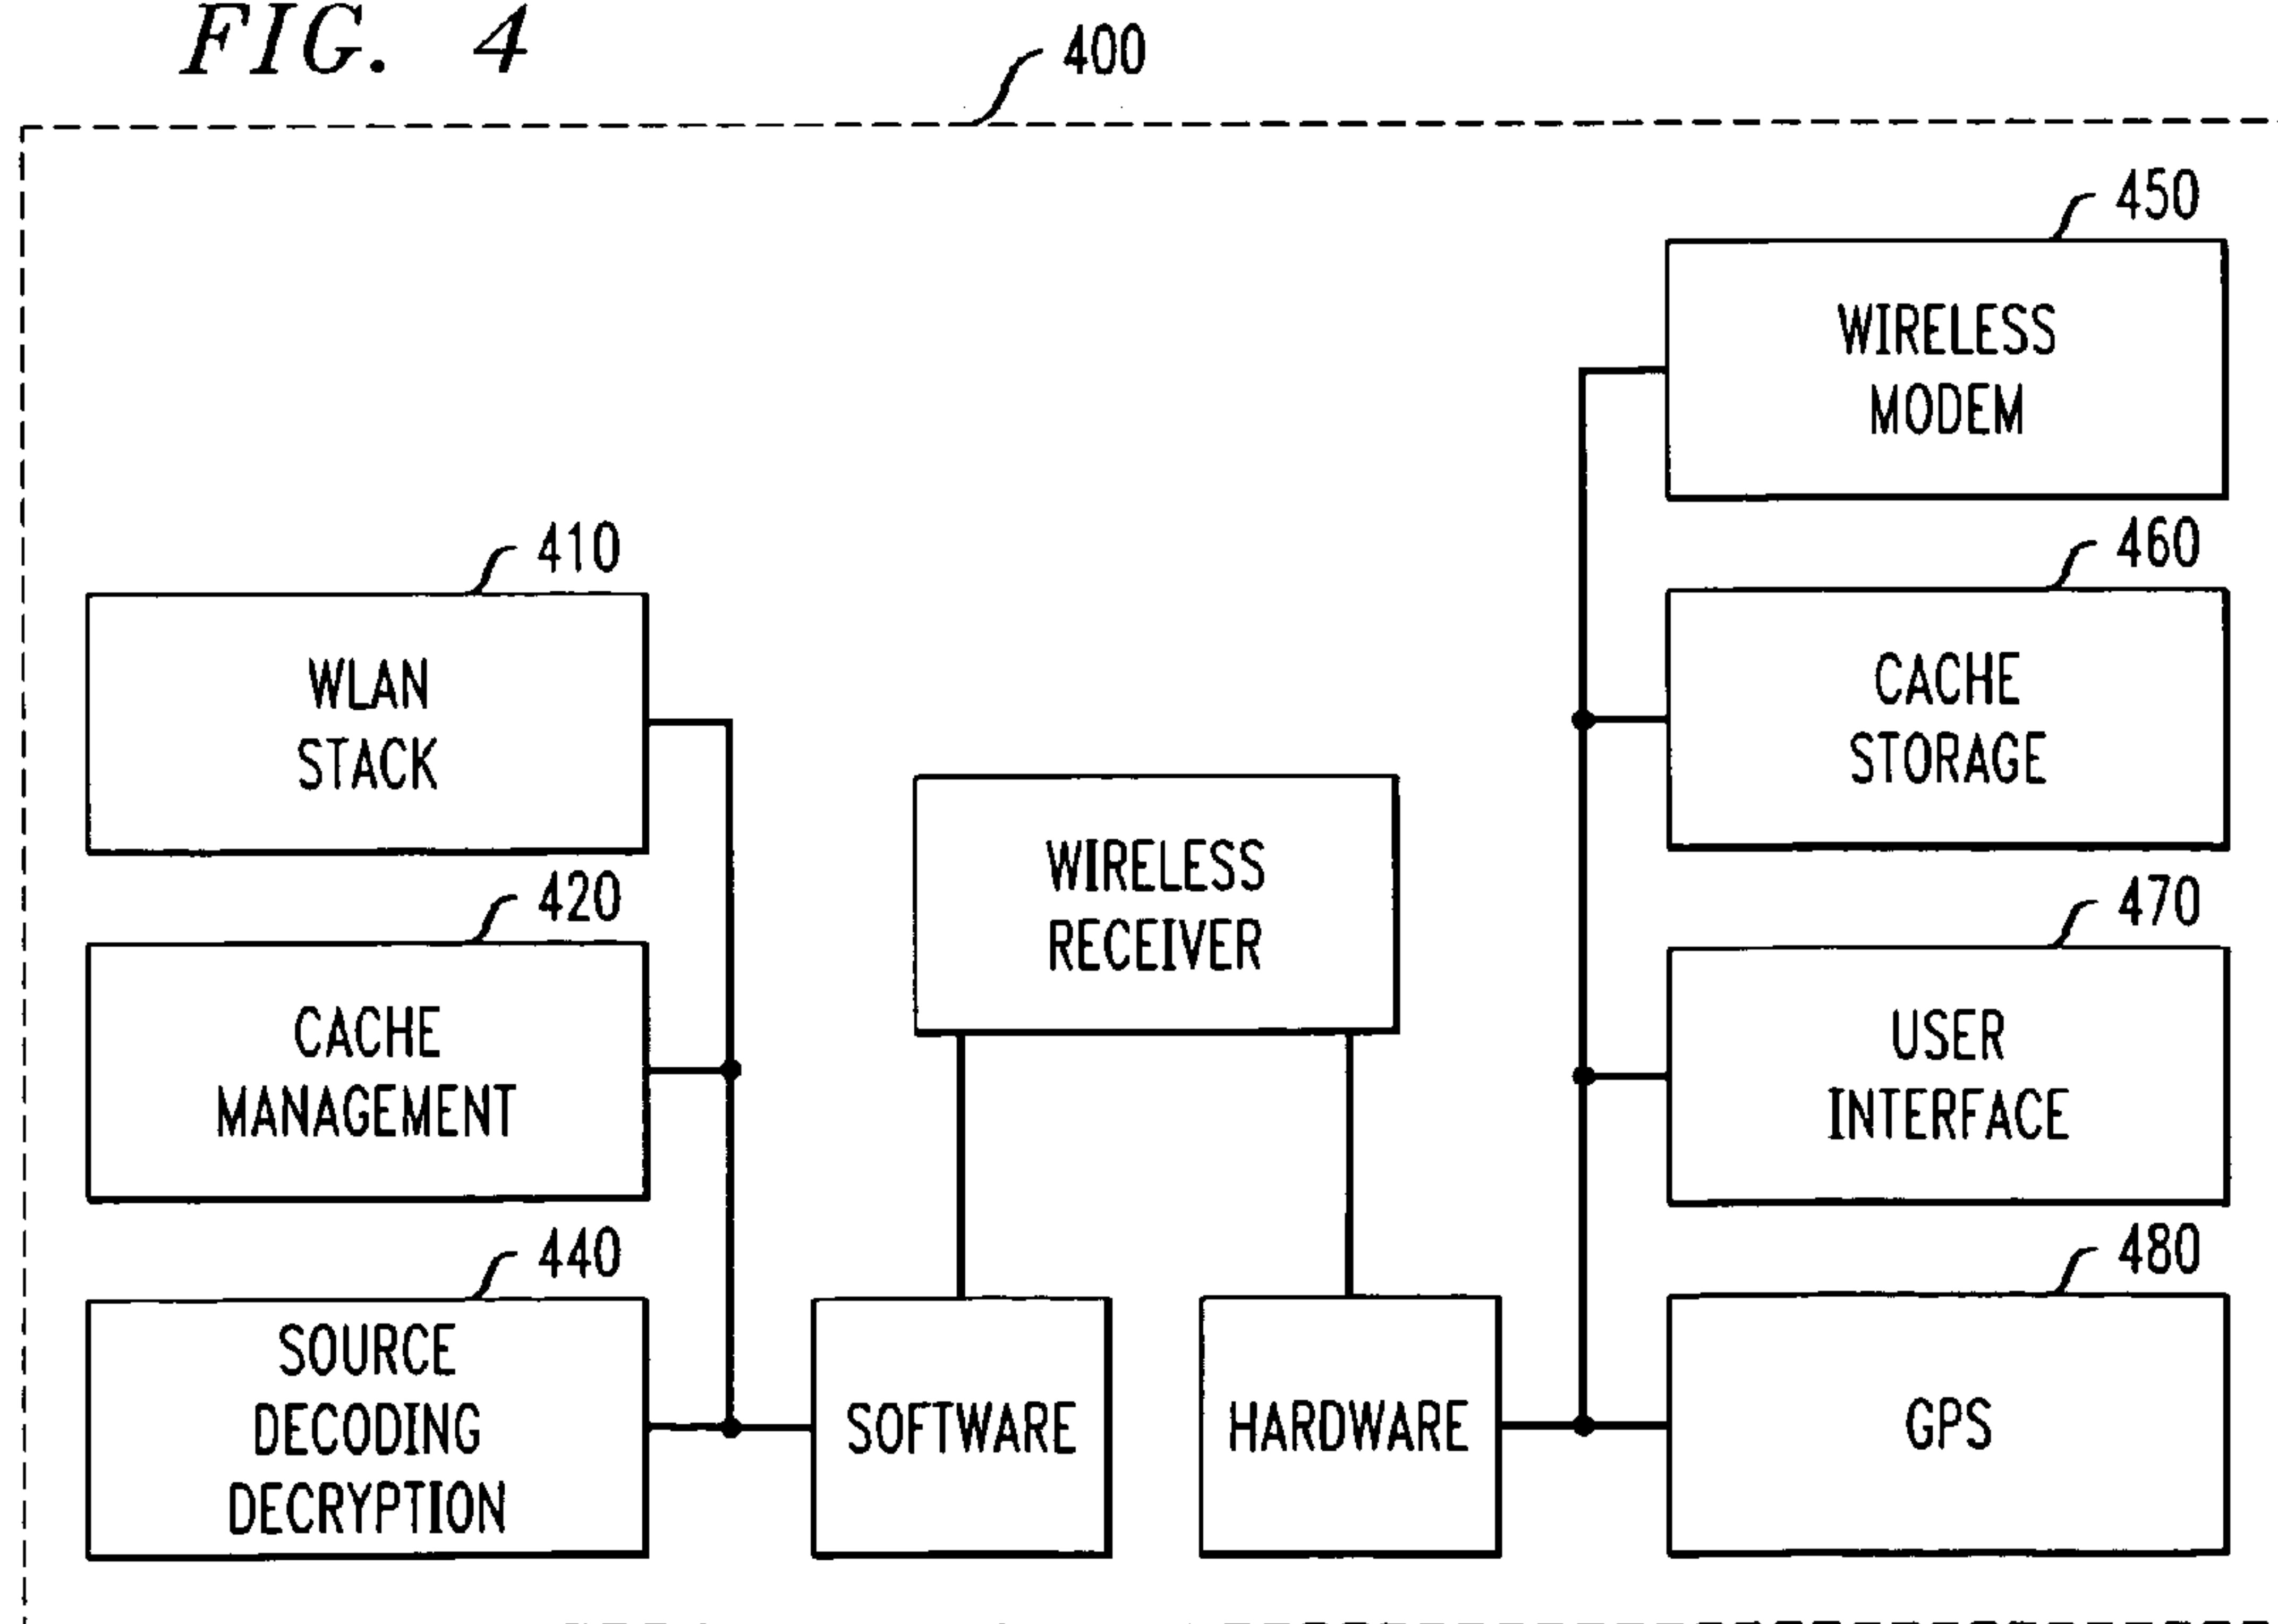 FIG. 4
400
450
WIRELESS
MODEM
410
460
WLAN
STACK
CACHE
STORAGE
WIRELESS
RECEIVER
420
470
CACHE
MANAGEMENT
USER
INTERFACE
440
480
SOURCE
DECODING
DECRYPTION
SOFTWARE
HARDWARE
GPS